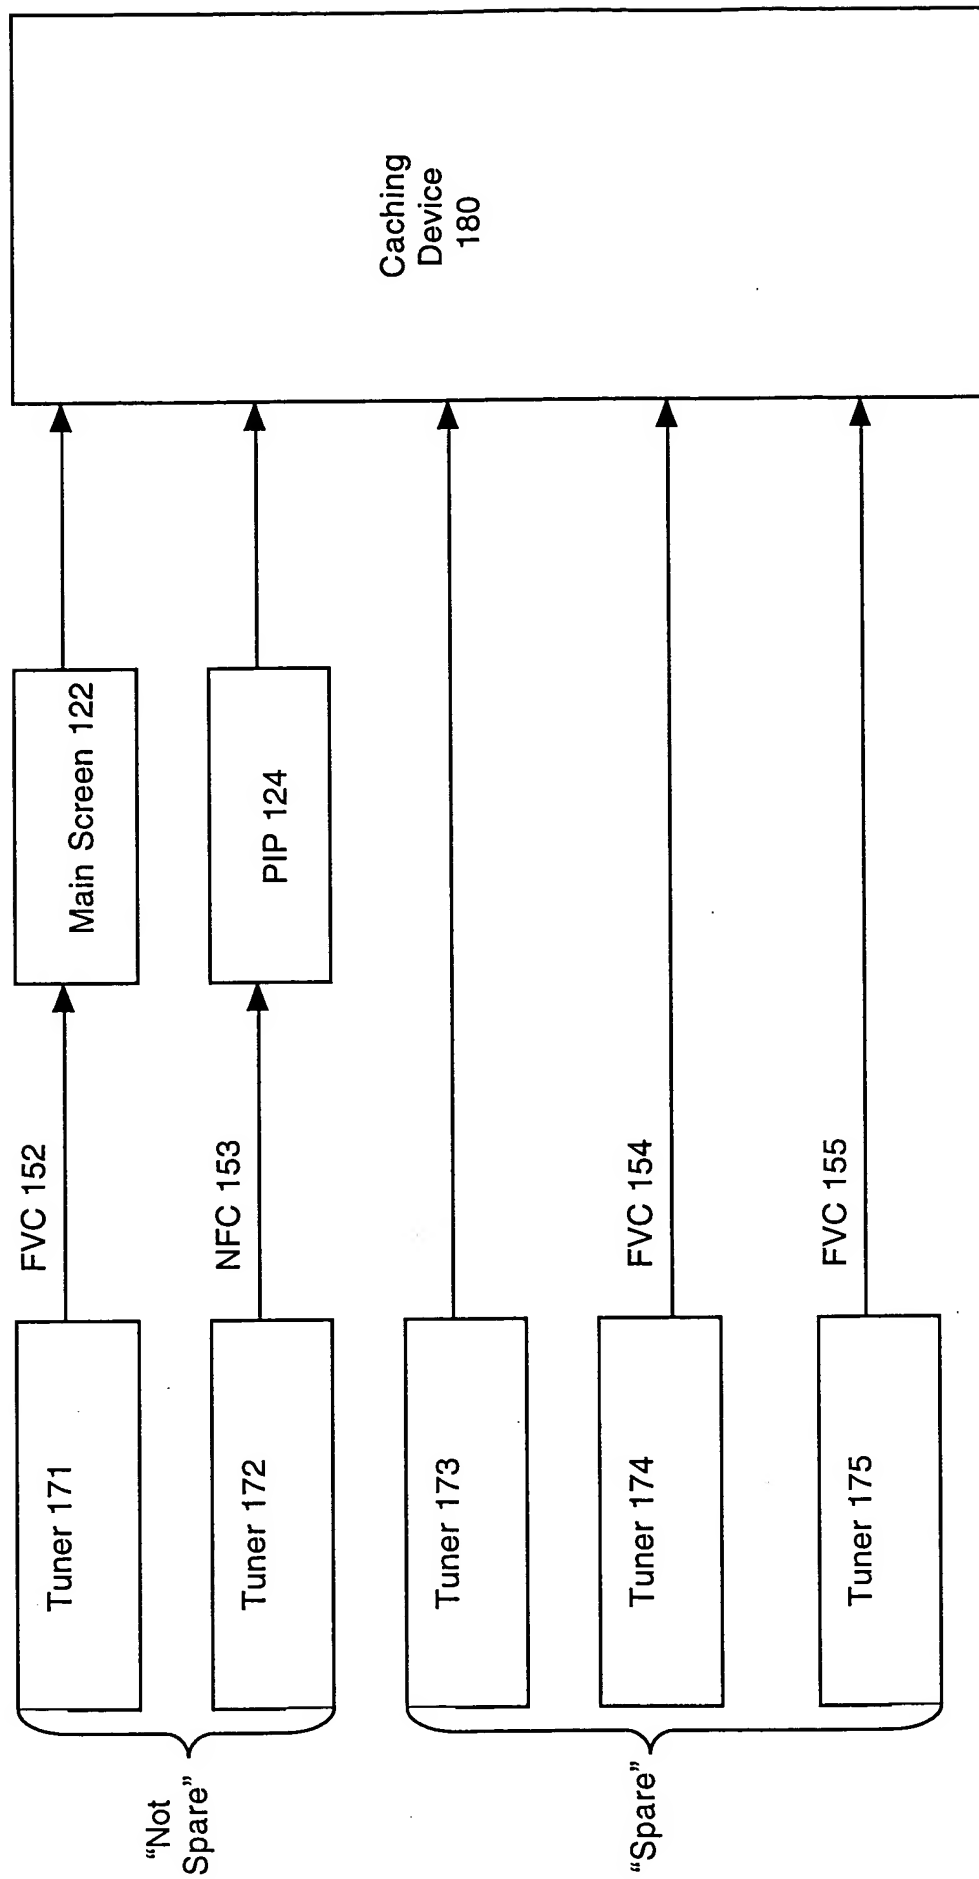 "Not
Spare"
Tuner 171
FVC 152
Main Screen 122
Tuner 172
NFC 153
PIP 124
"Spare"
Tuner 173
Tuner 174
FVC 154
Tuner 175
FVC 155
Caching
Device
180